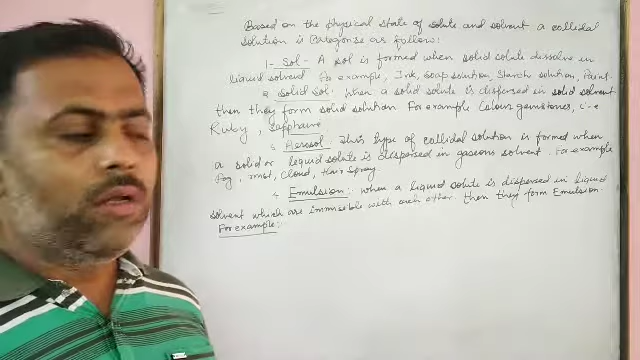 Based on the physical state of solute and solvent a collidal
solution is Categorise as follow:
1- Sol - A sol is formed when solid solute dissolve in
liquid solvent For example, Ink, Soap solution, Starch solution, Paint.
2 Solid Sol: When a solid solute is dispersed in solid solvent
then they form solid solution. For example Colour gemstones, i-e
Ruby, Sapphaire
3 Aerosol This type of collidal solution is formed when
a solid or liquid solute is dispersed in gaseous solvent. For example
Fog, mist, Cloud, Hair Spray
4 Emulsion: when a liquid solute is dispersed in liquid
solvent which are immisible with each other then they form Emulsion.
For example: